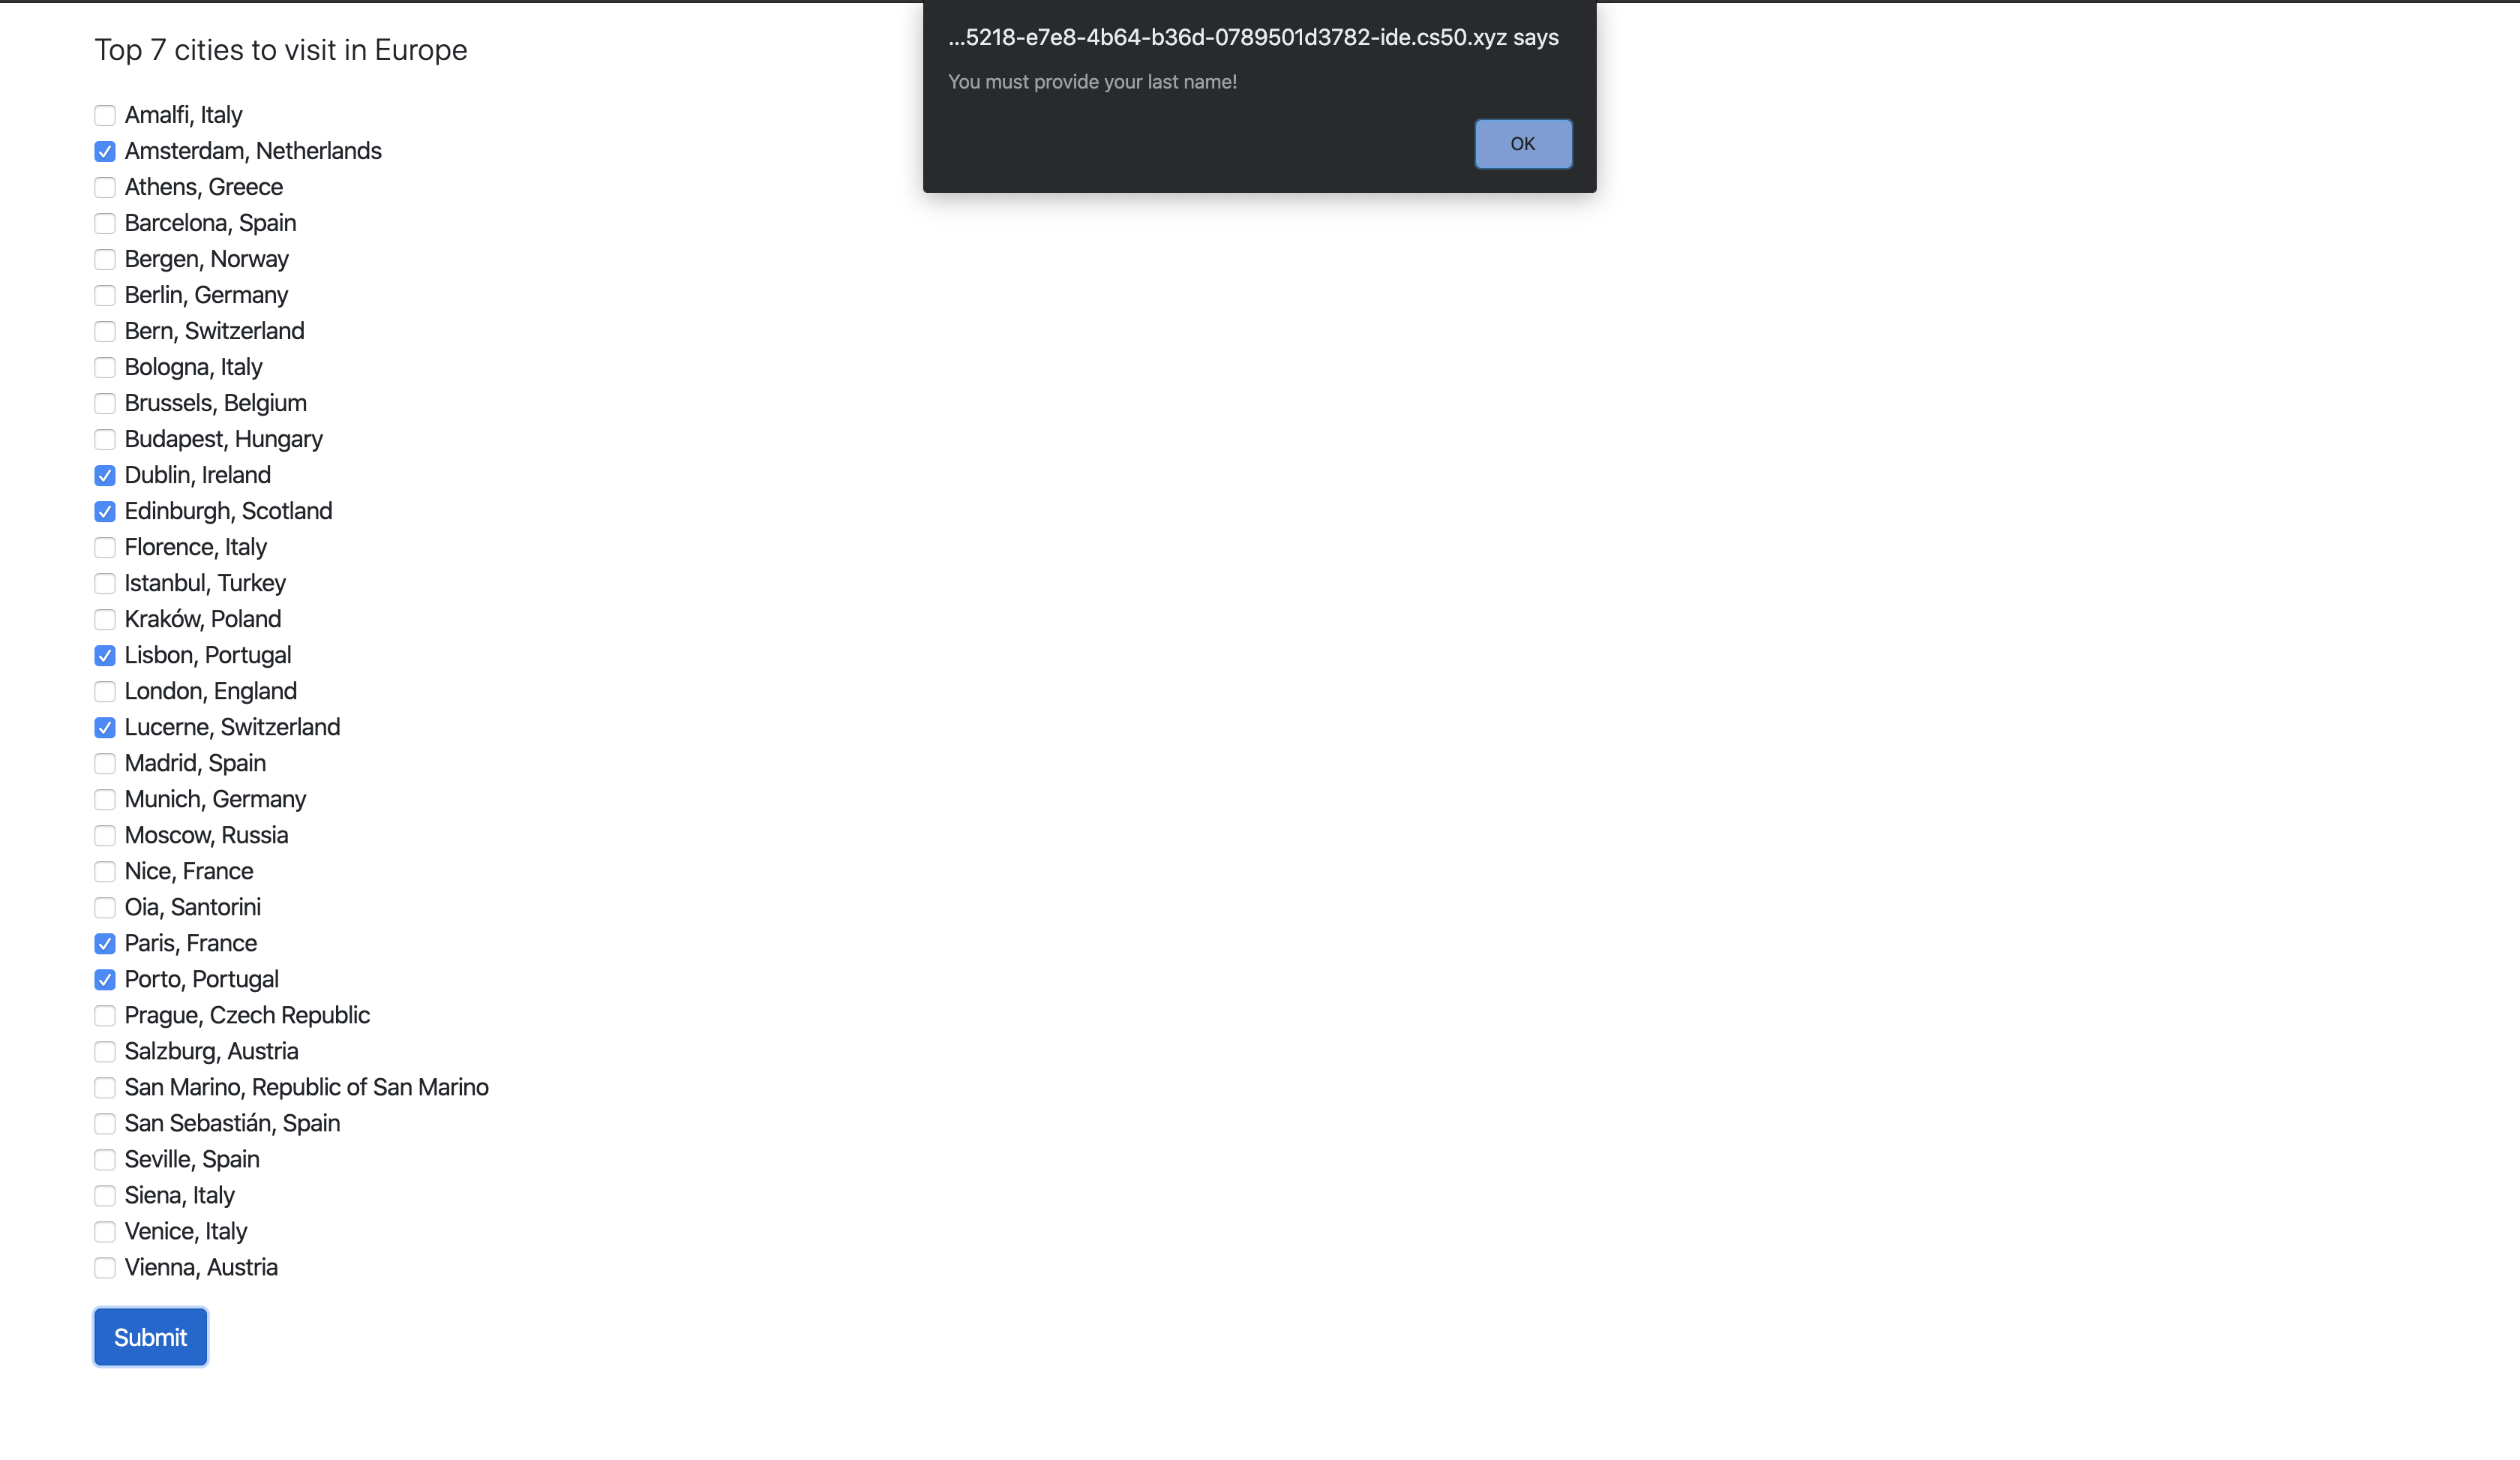 Top 7 cities to visit in Europe
...5218-e7e8-4b64-b36d-0789501d3782-ide.cs50.xyz says
You must provide your last name!
OK
Amalfi, Italy
Amsterdam, Netherlands
Athens, Greece
Barcelona, Spain
Bergen, Norway
Berlin, Germany
Bern, Switzerland
Bologna, Italy
Brussels, Belgium
Budapest, Hungary
Dublin, Ireland
Edinburgh, Scotland
Florence, Italy
Istanbul, Turkey
Kraków, Poland
Lisbon, Portugal
London, England
Lucerne, Switzerland
Madrid, Spain
Munich, Germany
Moscow, Russia
Nice, France
Oia, Santorini
Paris, France
Porto, Portugal
Prague, Czech Republic
Salzburg, Austria
San Marino, Republic of San Marino
San Sebastián, Spain
Seville, Spain
Siena, Italy
Venice, Italy
Vienna, Austria
Submit